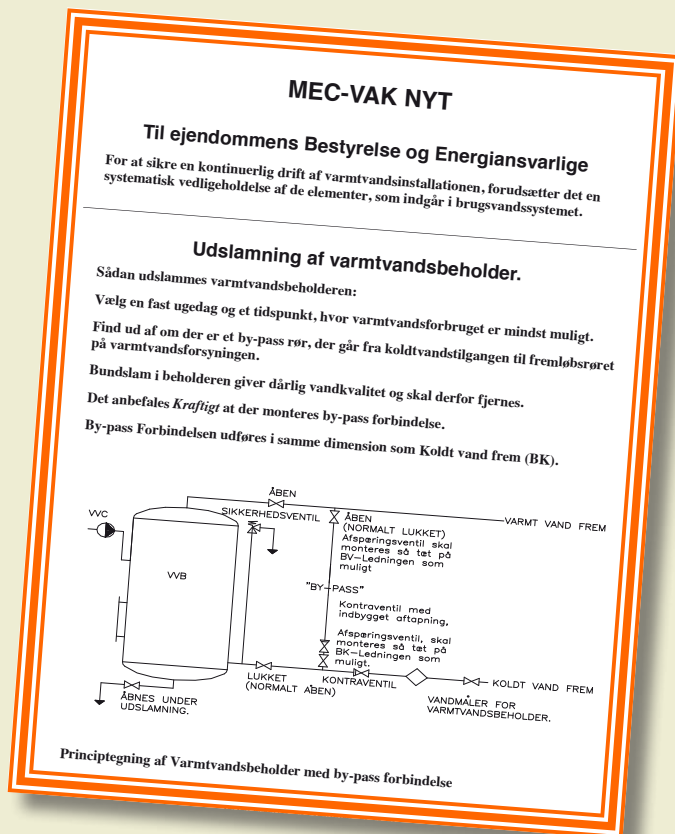 MEC-VAK NYT
Til ejendommens Bestyrelse og Energiansvarlige
For at sikre en kontinuerlig drift af varmtvandsinstallationen, forudsætter det en
systematisk vedligeholdelse af de elementer, som indgår i brugsvandssystemet.
Udslamning af varmtvandsbeholder.
Sådan udslammes varmtvandsbeholderen:
Vælg en fast ugedag og et tidspunkt, hvor varmtvandsforbruget er mindst muligt.
Find ud af om der er et by-pass rør, der går fra koldtvandstilgangen til fremløbsrøret
på varmtvandsforsyningen.
Bundslam i beholderen giver dårlig vandkvalitet og skal derfor fjernes.
Det anbefales Kraftigt at der monteres by-pass forbindelse.
By-pass Forbindelsen udføres i samme dimension som Koldt vand frem (BK).
ÅBEN
VVC
SIKKERHEDSVENTIL
ÅBEN
(NORMALT LUKKET)
Afspæringsventil skal
monteres så tæt på
BV-Ledningen som
muligt
VARMT VAND FREM
VVB
"BY-PASS"
Kontraventil med
indbygget aftapning,
Afspæringsventil, skal
monteres så tæt på
BK-Ledningen som
muligt.
LUKKET
(NORMALT ÅBEN)
KONTRAVENTIL
KOLDT VAND FREM
VANDMÅLER FOR
VARMTVANDSBEHOLDER.
ÅBNES UNDER
UDSLAMNING.
Principtegning af Varmtvandsbeholder med by-pass forbindelse